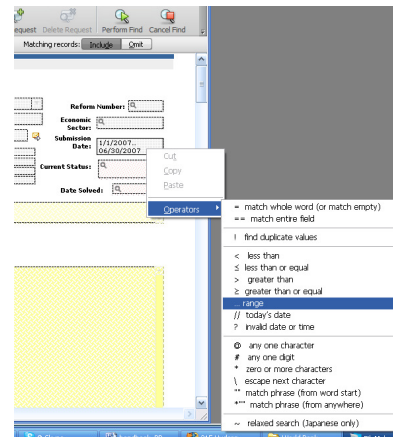 equest Delete Request Perform Find Cancel Find
Matching records: Include Omit
Reform Number:
Economic
Sector:
Submission
Date:
1/1/2007...
06/30/2007
Current Status:
Date Solved:
Cut
Copy
Paste
Operators
= match whole word (or match empty)
== match entire field
! find duplicate values
< less than
≤ less than or equal
> greater than
≥ greater than or equal
... range
// today's date
? invalid date or time
@ any one character
# any one digit
* zero or more characters
\ escape next character
"" match phrase (from word start)
*"" match phrase (from anywhere)
~ relaxed search (Japanese only)